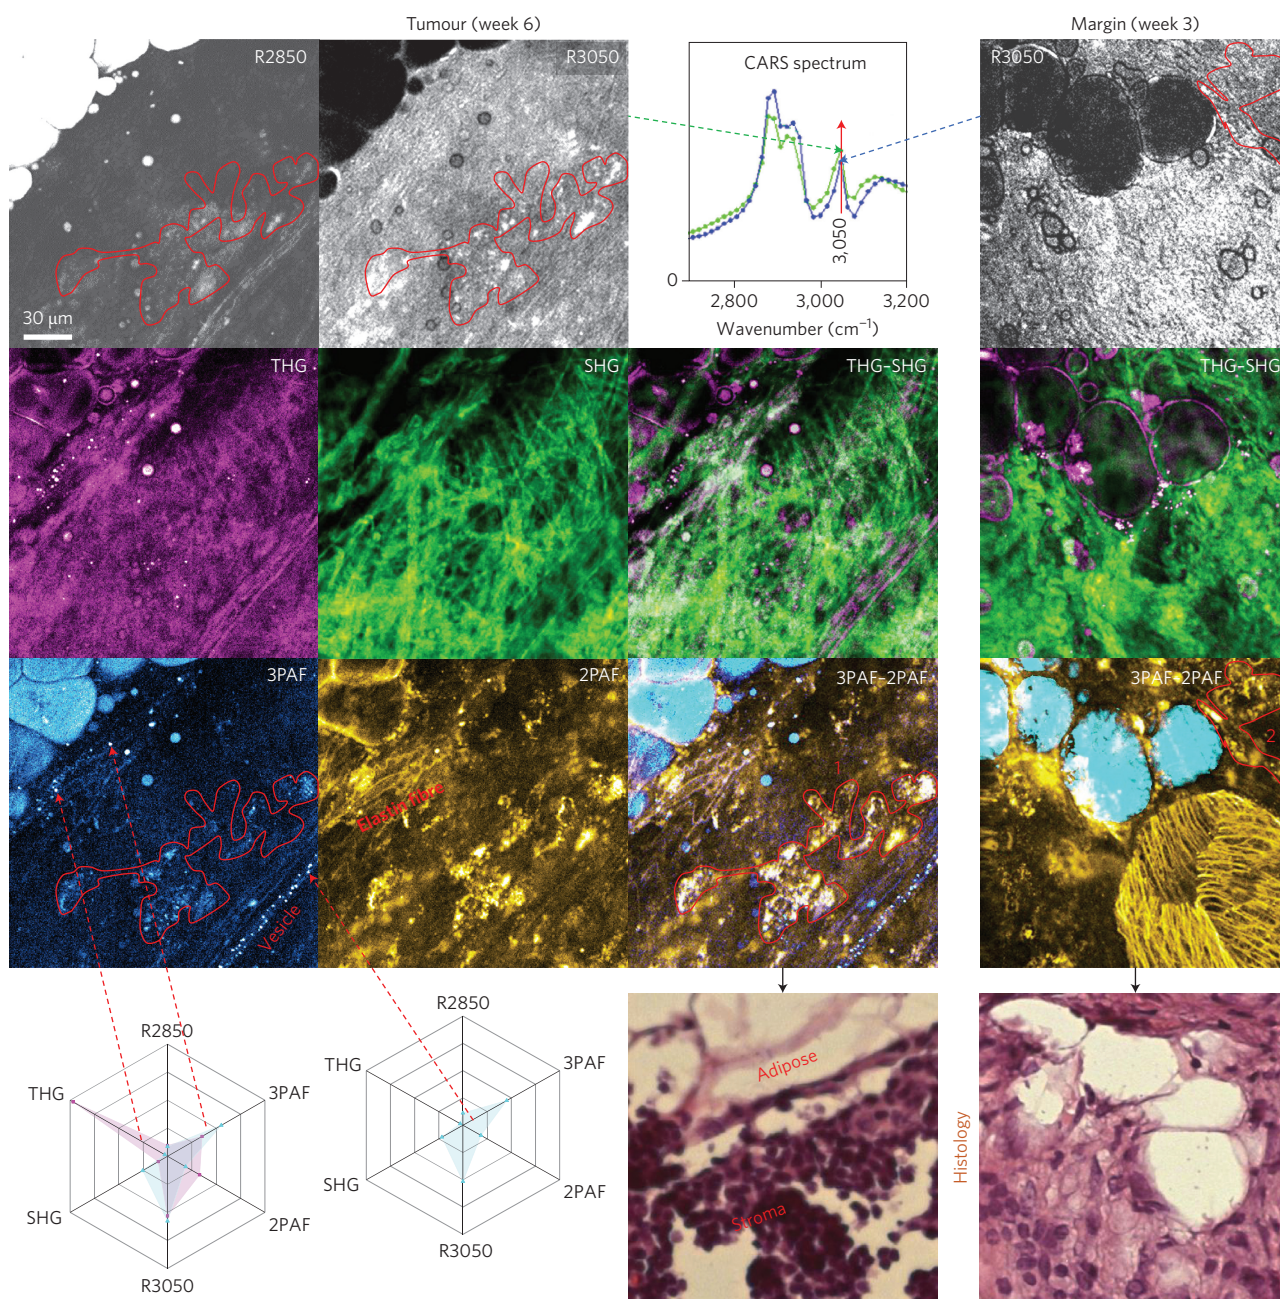 Tumour (week 6)
Margin (week 3)
R2850
R3050
CARS spectrum
3,050
0
2,800
3,000
3,200
Wavenumber (cm⁻¹)
R3050
30 µm
THG
SHG
THG–SHG
THG–SHG
3PAF
2PAF
3PAF–2PAF
3PAF–2PAF
1
2
Elastin fibre
Vesicle
R2850
THG
3PAF
SHG
2PAF
R3050
R2850
THG
3PAF
SHG
2PAF
R3050
Adipose
Stroma
Histology